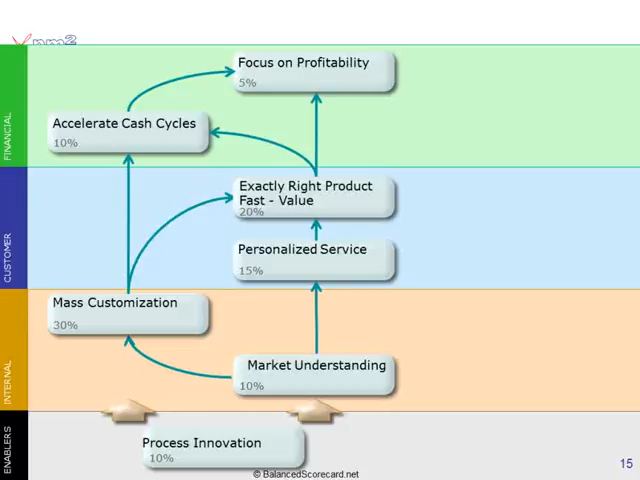 nm2
Focus on Profitability
5%
Accelerate Cash Cycles
10%
FINANCIAL
Exactly Right Product
Fast - Value
20%
Personalized Service
15%
CUSTOMER
Mass Customization
30%
Market Understanding
10%
INTERNAL
Process Innovation
10%
ENABLERS
15
© BalancedScorecard.net